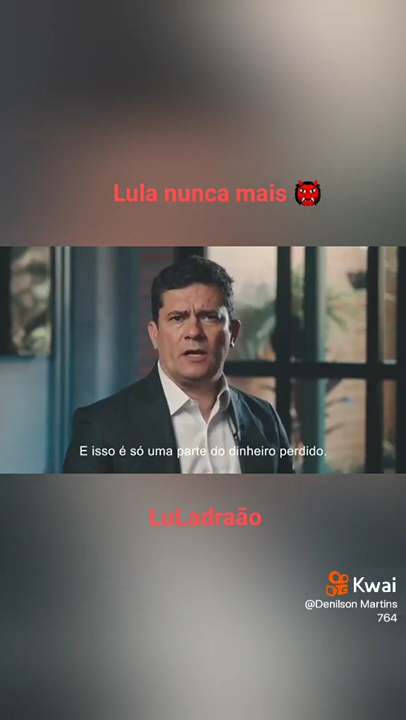 Lula nunca mais 👹
E isso é só uma parte do dinheiro perdido.
LuLadraão
Kwai
@Denilson Martins
764